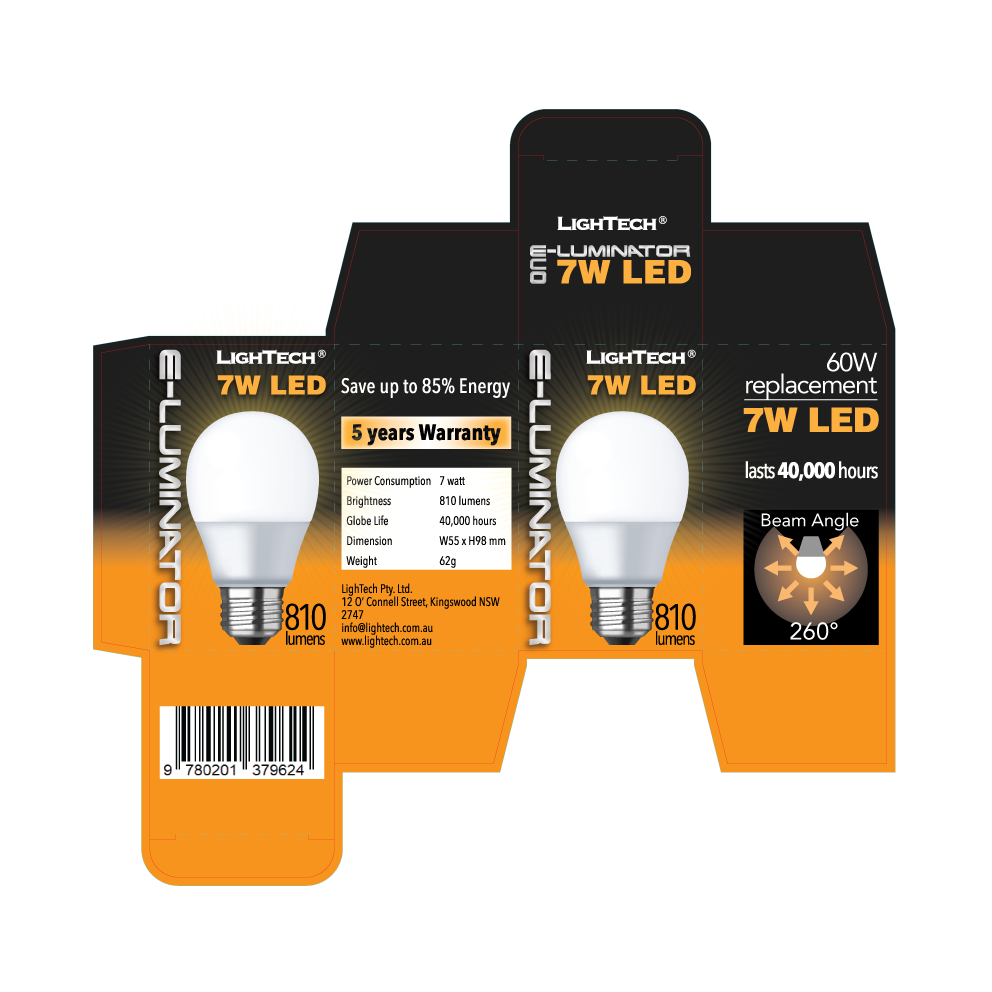 LIGHTECH®
E-LUMINATOR
DUO
7W LED
E-LUMINATOR
LIGHTECH®
7W LED
810
lumens
Save up to 85% Energy
5 years Warranty
Power Consumption 7 watt
Brightness 810 lumens
Globe Life 40,000 hours
Dimension W55 x H98 mm
Weight 62g
LighTech Pty. Ltd.
12 O' Connell Street, Kingswood NSW
2747
info@lightech.com.au
www.lightech.com.au
E-LUMINATOR
LIGHTECH®
7W LED
810
lumens
60W
replacement
7W LED
lasts 40,000 hours
Beam Angle
260°
9 780201 379624